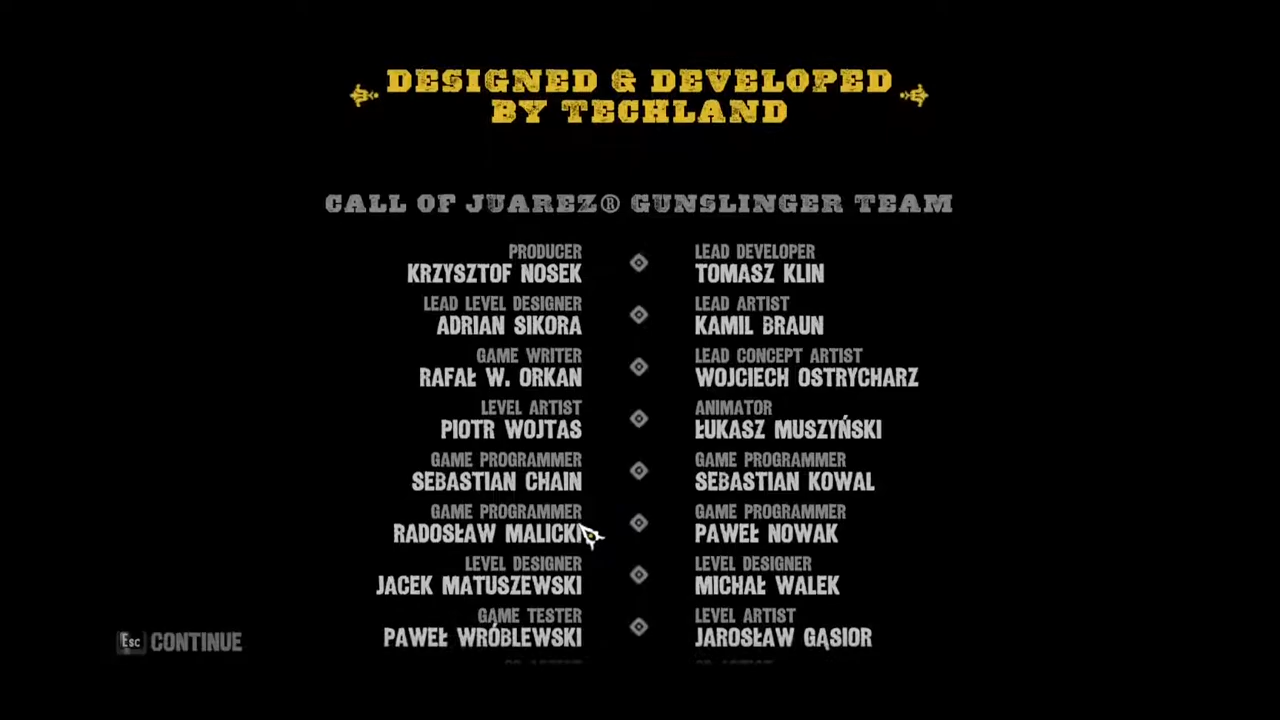 DESIGNED & DEVELOPED
BY TECHLAND
CALL OF JUAREZ® GUNSLINGER TEAM
PRODUCER
KRZYSZTOF NOSEK
LEAD DEVELOPER
TOMASZ KLIN
LEAD LEVEL DESIGNER
ADRIAN SIKORA
LEAD ARTIST
KAMIL BRAUN
GAME WRITER
RAFAŁ W. ORKAN
LEAD CONCEPT ARTIST
WOJCIECH OSTRYCHARZ
LEVEL ARTIST
PIOTR WOJTAS
ANIMATOR
ŁUKASZ MUSZYŃSKI
GAME PROGRAMMER
SEBASTIAN CHAIN
GAME PROGRAMMER
SEBASTIAN KOWAL
GAME PROGRAMMER
RADOSŁAW MALICKI
GAME PROGRAMMER
PAWEŁ NOWAK
LEVEL DESIGNER
JACEK MATUSZEWSKI
LEVEL DESIGNER
MICHAŁ WALEK
GAME TESTER
PAWEŁ WRÓBLEWSKI
LEVEL ARTIST
JAROSŁAW GĄSIOR
Esc CONTINUE